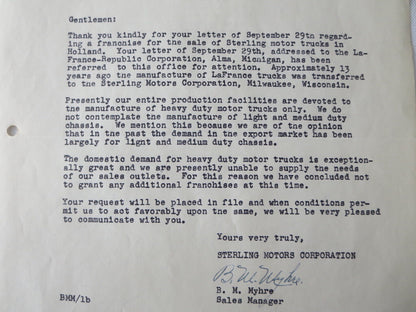 Gentlemen:
Thank you kindly for your letter of September 29th regard-
ing a franchise for the sale of Sterling motor trucks in
Holland. Your letter of September 29th, addressed to the La-
France-Republic Corporation, Alma, Michigan, has been
referred to this office for attention. Approximately 13
years ago the manufacture of LaFrance trucks was transferred
to the Sterling Motors Corporation, Milwaukee, Wisconsin.
Presently our entire production facilities are devoted to
the manufacture of heavy duty motor trucks only. We do
not contemplate the manufacture of light and medium duty
chassis. We mention this because we are of the opinion
that in the past the demand in the export market has been
largely for light and medium duty chassis.
The domestic demand for heavy duty motor trucks is exception-
ally great and we are presently unable to supply the needs
of our sales outlets. For this reason we have concluded not
to grant any additional franchises at this time.
Your request will be placed in file and when conditions per-
mit us to act favorably upon the same, we will be very pleased
to communicate with you.
Yours very truly,
STERLING MOTORS CORPORATION
B. M. Myhre.
B. M. Myhre
Sales Manager
BMM/lb